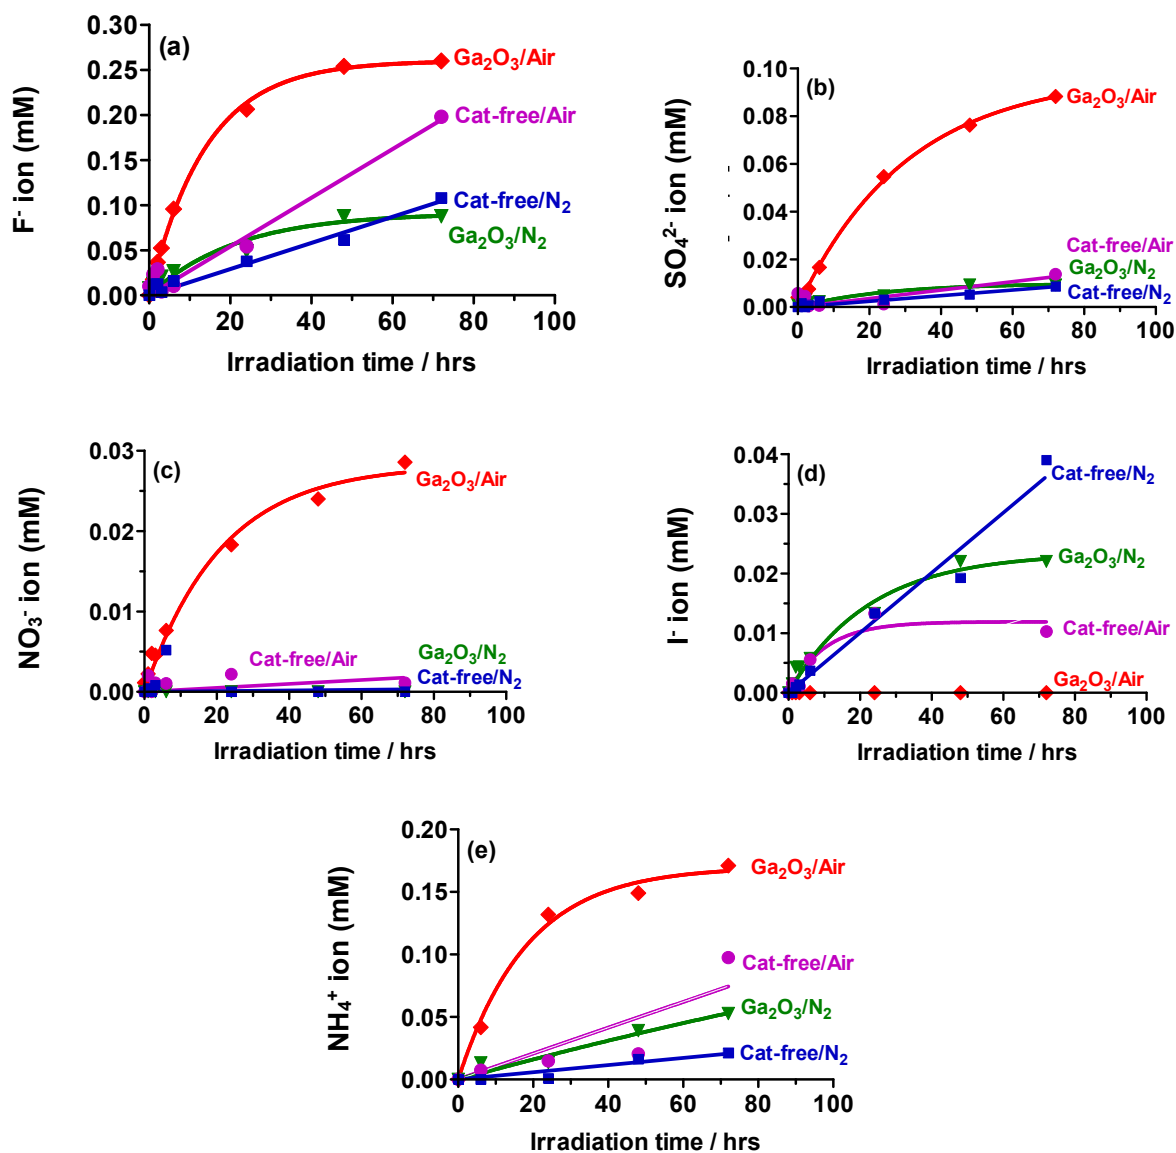 (a)
F⁻ ion (mM)
0.30
0.25
0.20
0.15
0.10
0.05
0.00
0 20 40 60 80 100
Irradiation time / hrs
Ga₂O₃/Air
Cat-free/Air
Cat-free/N₂
Ga₂O₃/N₂
(b)
SO₄²⁻ ion (mM)
0.10
0.08
0.06
0.04
0.02
0.00
0 20 40 60 80 100
Irradiation time / hrs
Ga₂O₃/Air
Cat-free/Air
Ga₂O₃/N₂
Cat-free/N₂
(c)
NO₃⁻ ion (mM)
0.03
0.02
0.01
0.00
0 20 40 60 80 100
Irradiation time / hrs
Ga₂O₃/Air
Ga₂O₃/N₂
Cat-free/Air
Cat-free/N₂
(d)
I⁻ ion (mM)
0.04
0.03
0.02
0.01
0.00
0 20 40 60 80 100
Irradiation time / hrs
Cat-free/N₂
Ga₂O₃/N₂
Cat-free/Air
Ga₂O₃/Air
(e)
NH₄⁺ ion (mM)
0.20
0.15
0.10
0.05
0.00
0 20 40 60 80 100
Irradiation time / hrs
Ga₂O₃/Air
Cat-free/Air
Ga₂O₃/N₂
Cat-free/N₂